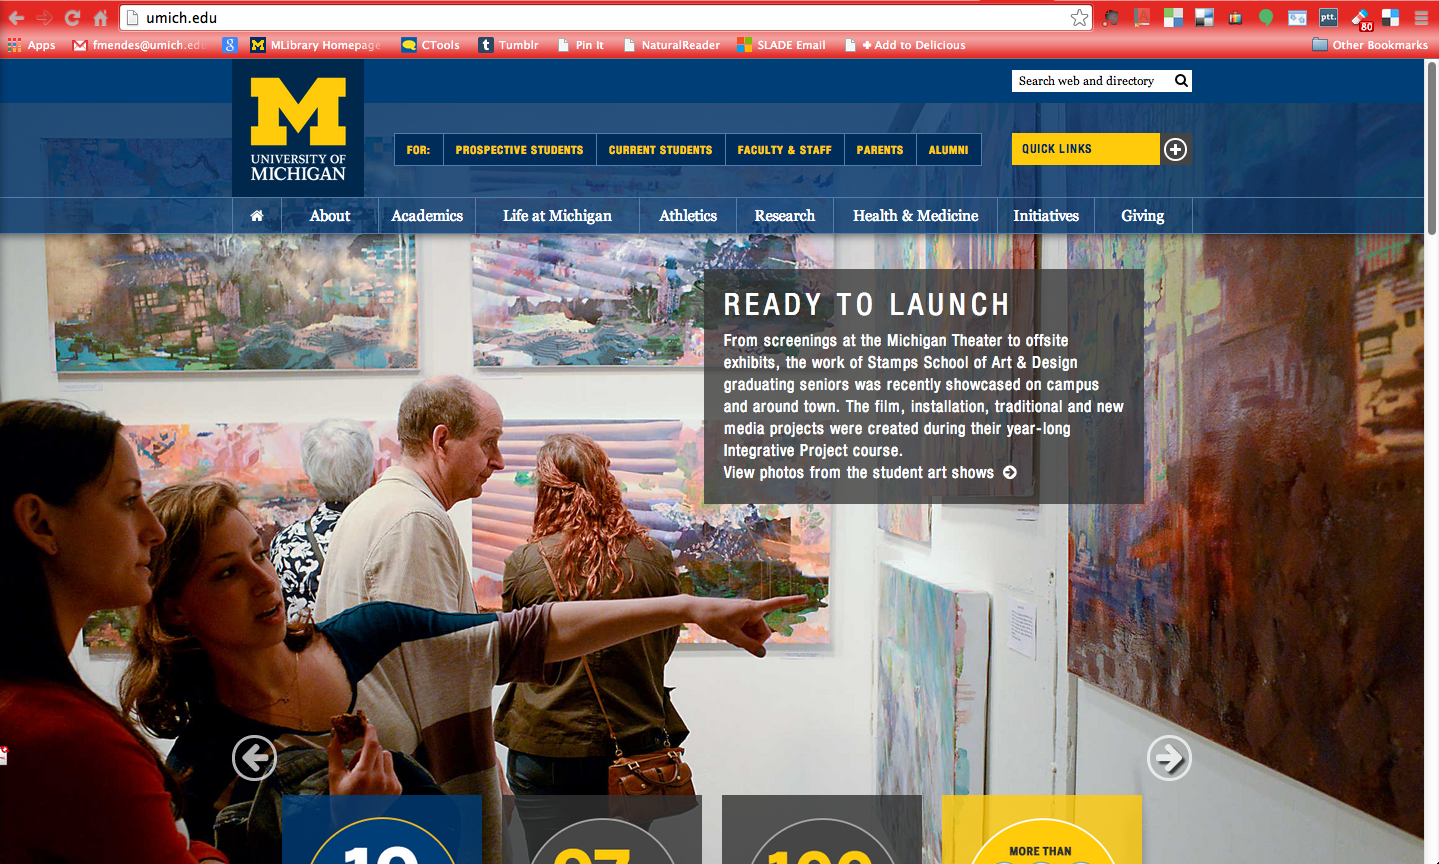 umich.edu
ptt.
80
Apps
fmendes@umich.edu
MLibrary Homepage
CTools
Tumblr
Pin It
NaturalReader
SLADE Email
+ Add to Delicious
Other Bookmarks
Search web and directory
M
UNIVERSITY OF
MICHIGAN
FOR:
PROSPECTIVE STUDENTS
CURRENT STUDENTS
FACULTY & STAFF
PARENTS
ALUMNI
QUICK LINKS
About
Academics
Life at Michigan
Athletics
Research
Health & Medicine
Initiatives
Giving
READY TO LAUNCH
From screenings at the Michigan Theater to offsite
exhibits, the work of Stamps School of Art & Design
graduating seniors was recently showcased on campus
and around town. The film, installation, traditional and new
media projects were created during their year-long
Integrative Project course.
View photos from the student art shows
MORE THAN